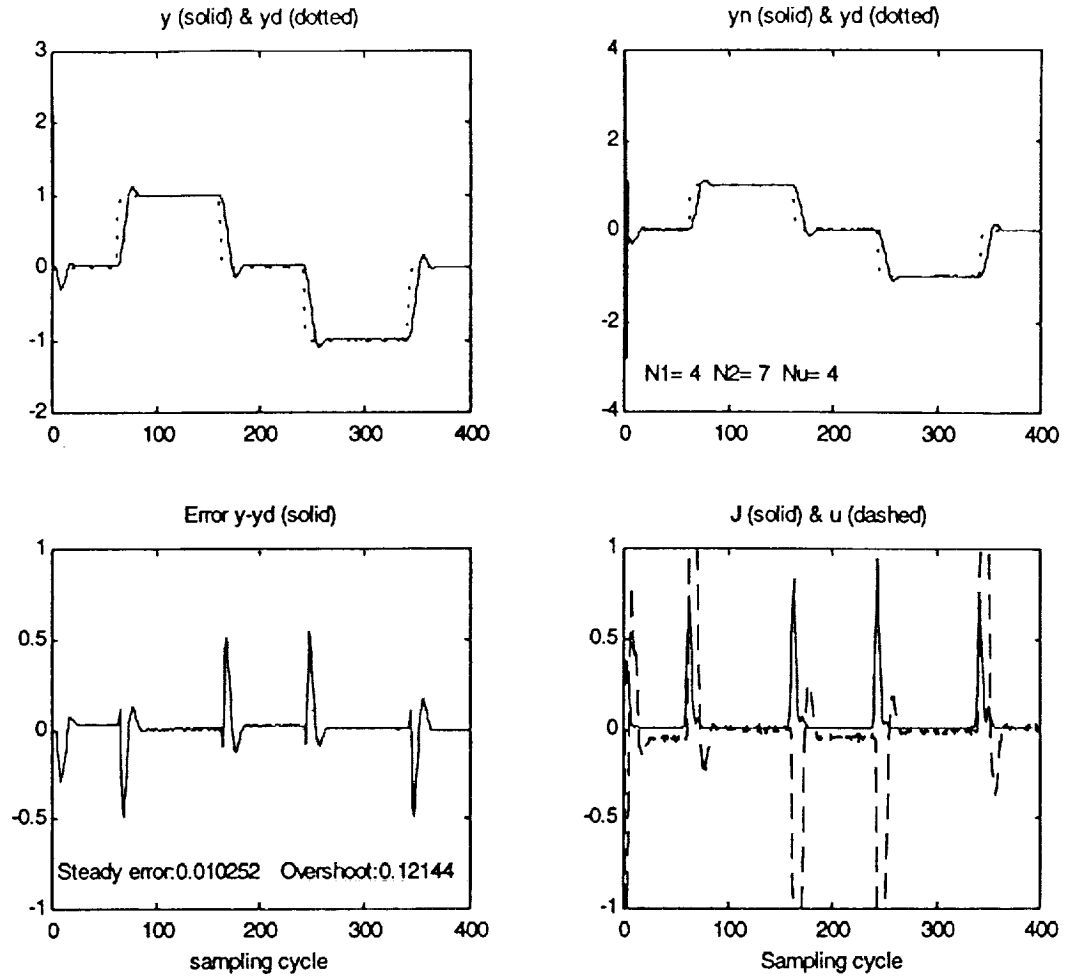 y (solid) & yd (dotted)
3
2
1
0
-1
-2
0 100 200 300 400
yn (solid) & yd (dotted)
4
2
0
-2
-4
N1= 4 N2= 7 Nu= 4
0 100 200 300 400
Error y-yd (solid)
1
0.5
0
-0.5
-1
Steady error:0.010252 Overshoot:0.12144
0 100 200 300 400
sampling cycle
J (solid) & u (dashed)
1
0.5
0
-0.5
-1
0 100 200 300 400
Sampling cycle